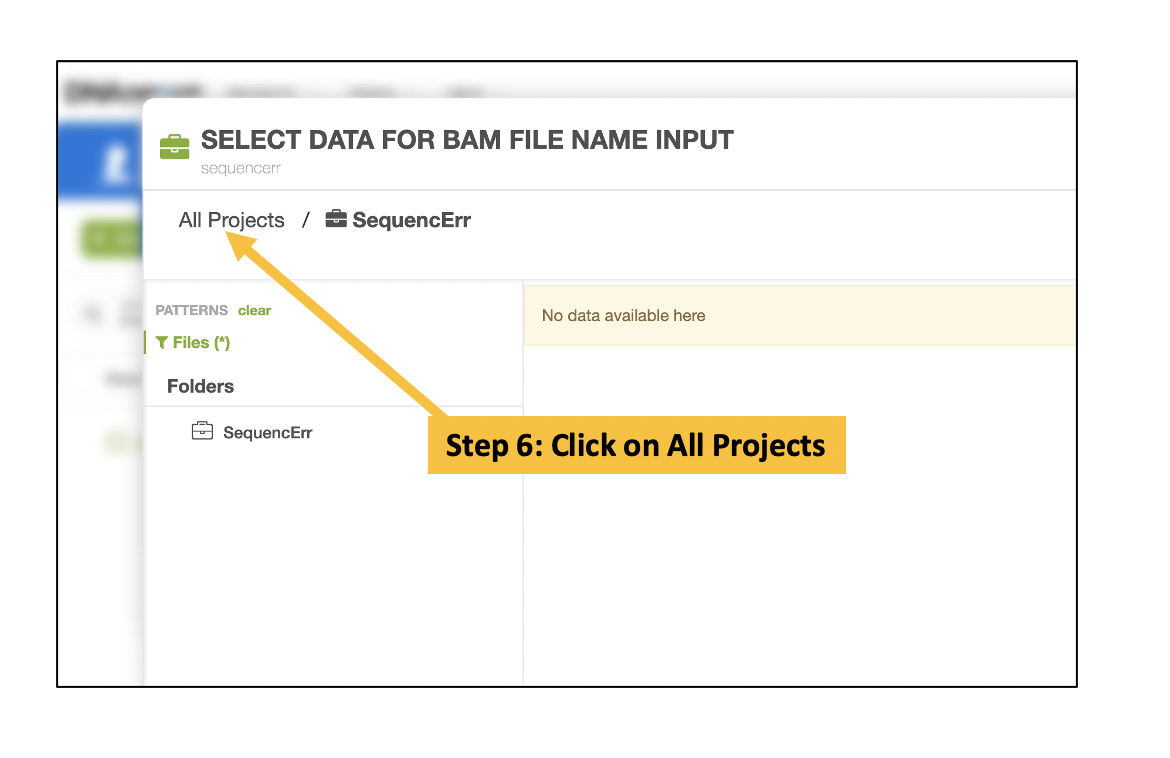 SELECT DATA FOR BAM FILE NAME INPUT
sequencerr
All Projects / SequencErr
PATTERNS clear
Files (*)
No data available here
Folders
SequencErr
Step 6: Click on All Projects